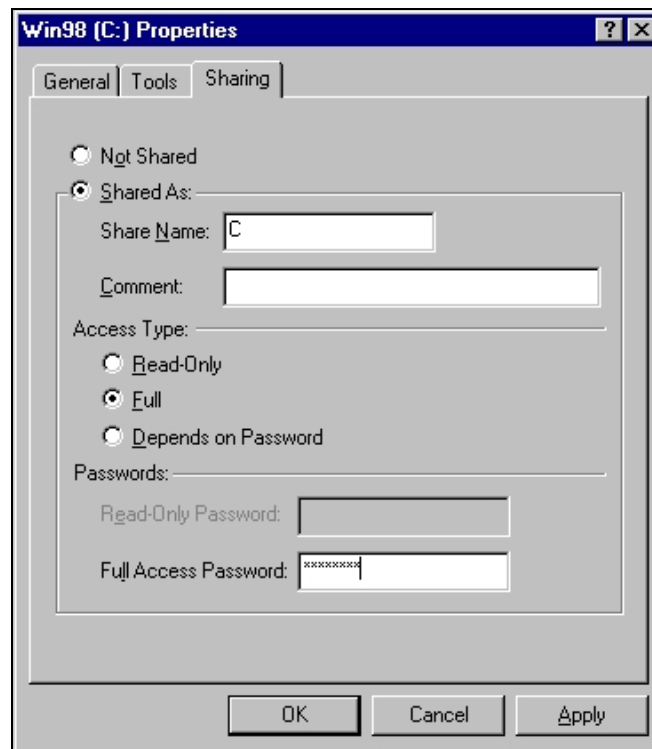 Win98 (C:) Properties
General Tools Sharing
Not Shared
Shared As:
Share Name: C
Comment:
Access Type:
Read-Only
Full
Depends on Password
Passwords:
Read-Only Password:
Full Access Password: ********
OK Cancel Apply